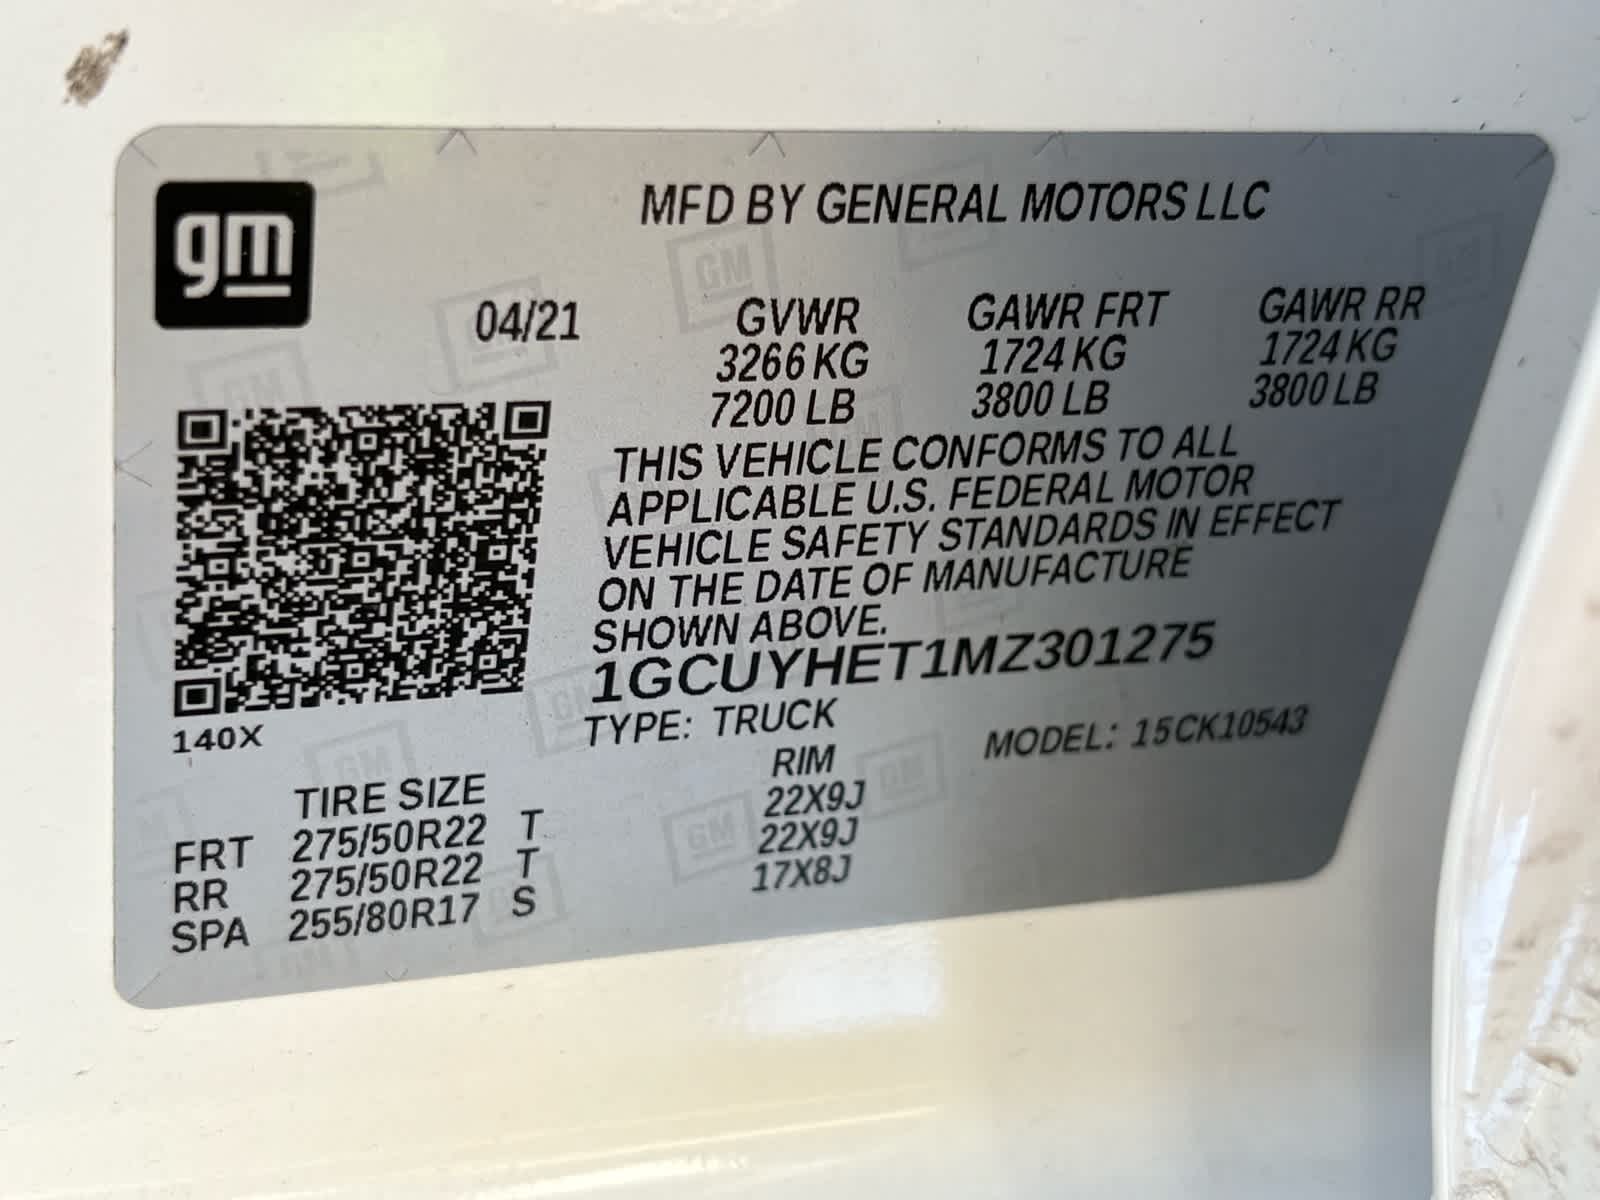 gm
MFD BY GENERAL MOTORS LLC
04/21 GVWR GAWR FRT GAWR RR
3266 KG 1724 KG 1724 KG
7200 LB 3800 LB 3800 LB
THIS VEHICLE CONFORMS TO ALL
APPLICABLE U.S. FEDERAL MOTOR
VEHICLE SAFETY STANDARDS IN EFFECT
ON THE DATE OF MANUFACTURE
SHOWN ABOVE.
1GCUYHET1MZ301275
140X
TYPE: TRUCK MODEL: 15CK10543
TIRE SIZE RIM
FRT 275/50R22 T 22X9J
RR 275/50R22 T 22X9J
SPA 255/80R17 S 17X8J